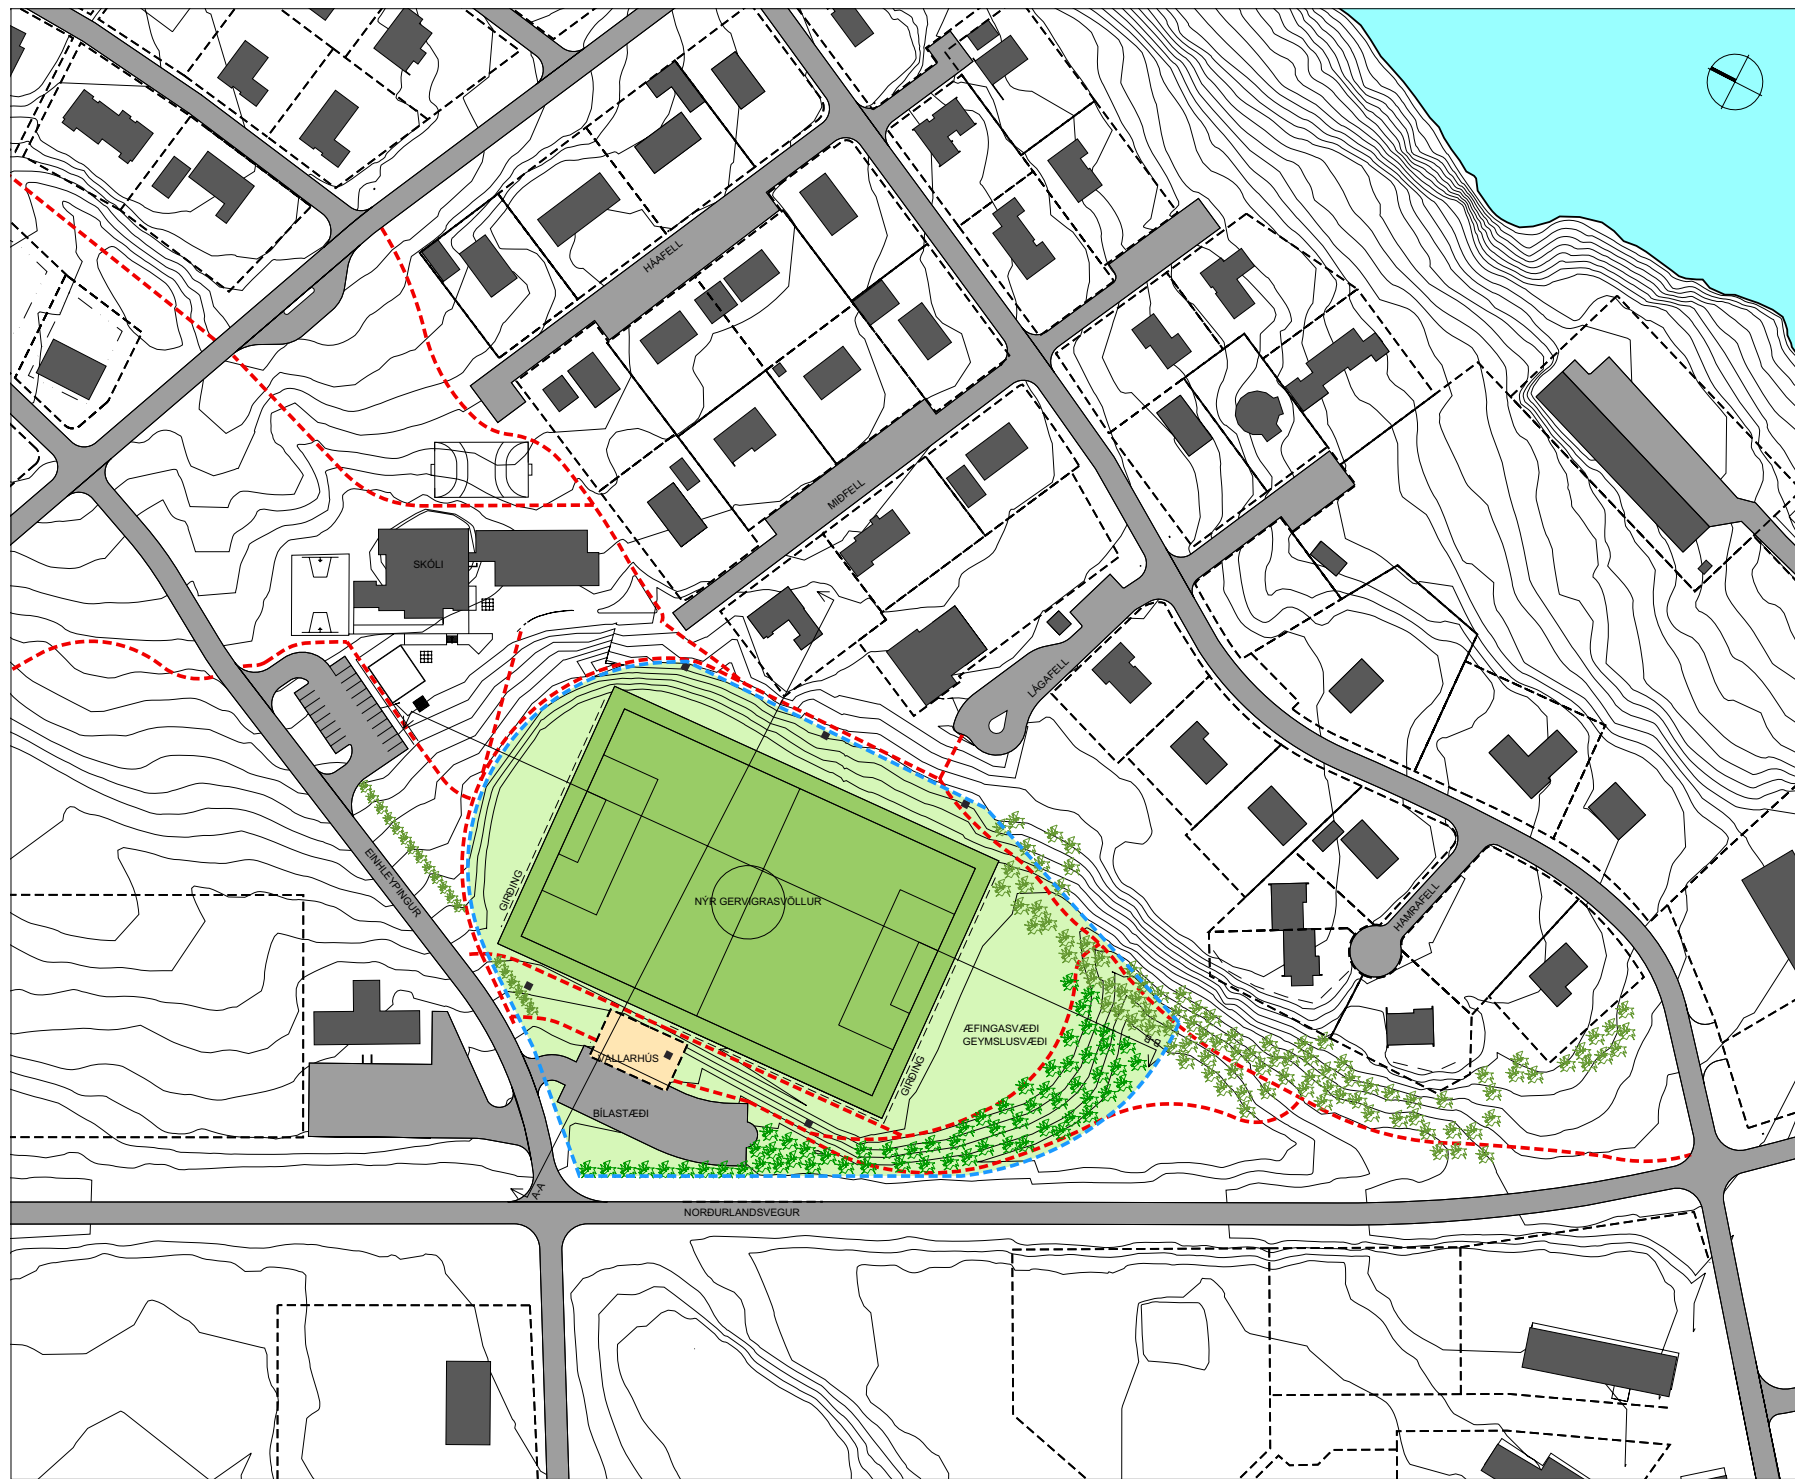 HÁAFELL
MIÐFELL
SKÓLI
LÁGAFELL
EINHLEYPINGUR
GIRÐING
NÝR GERVIGRASVÖLLUR
HAMRAFELL
ÆFINGASVÆÐI
GEYMSLUSVÆÐI
B-B
VALLARHÚS
GIRÐING
BÍLASTÆÐI
A-A
NORÐURLANDSVEGUR